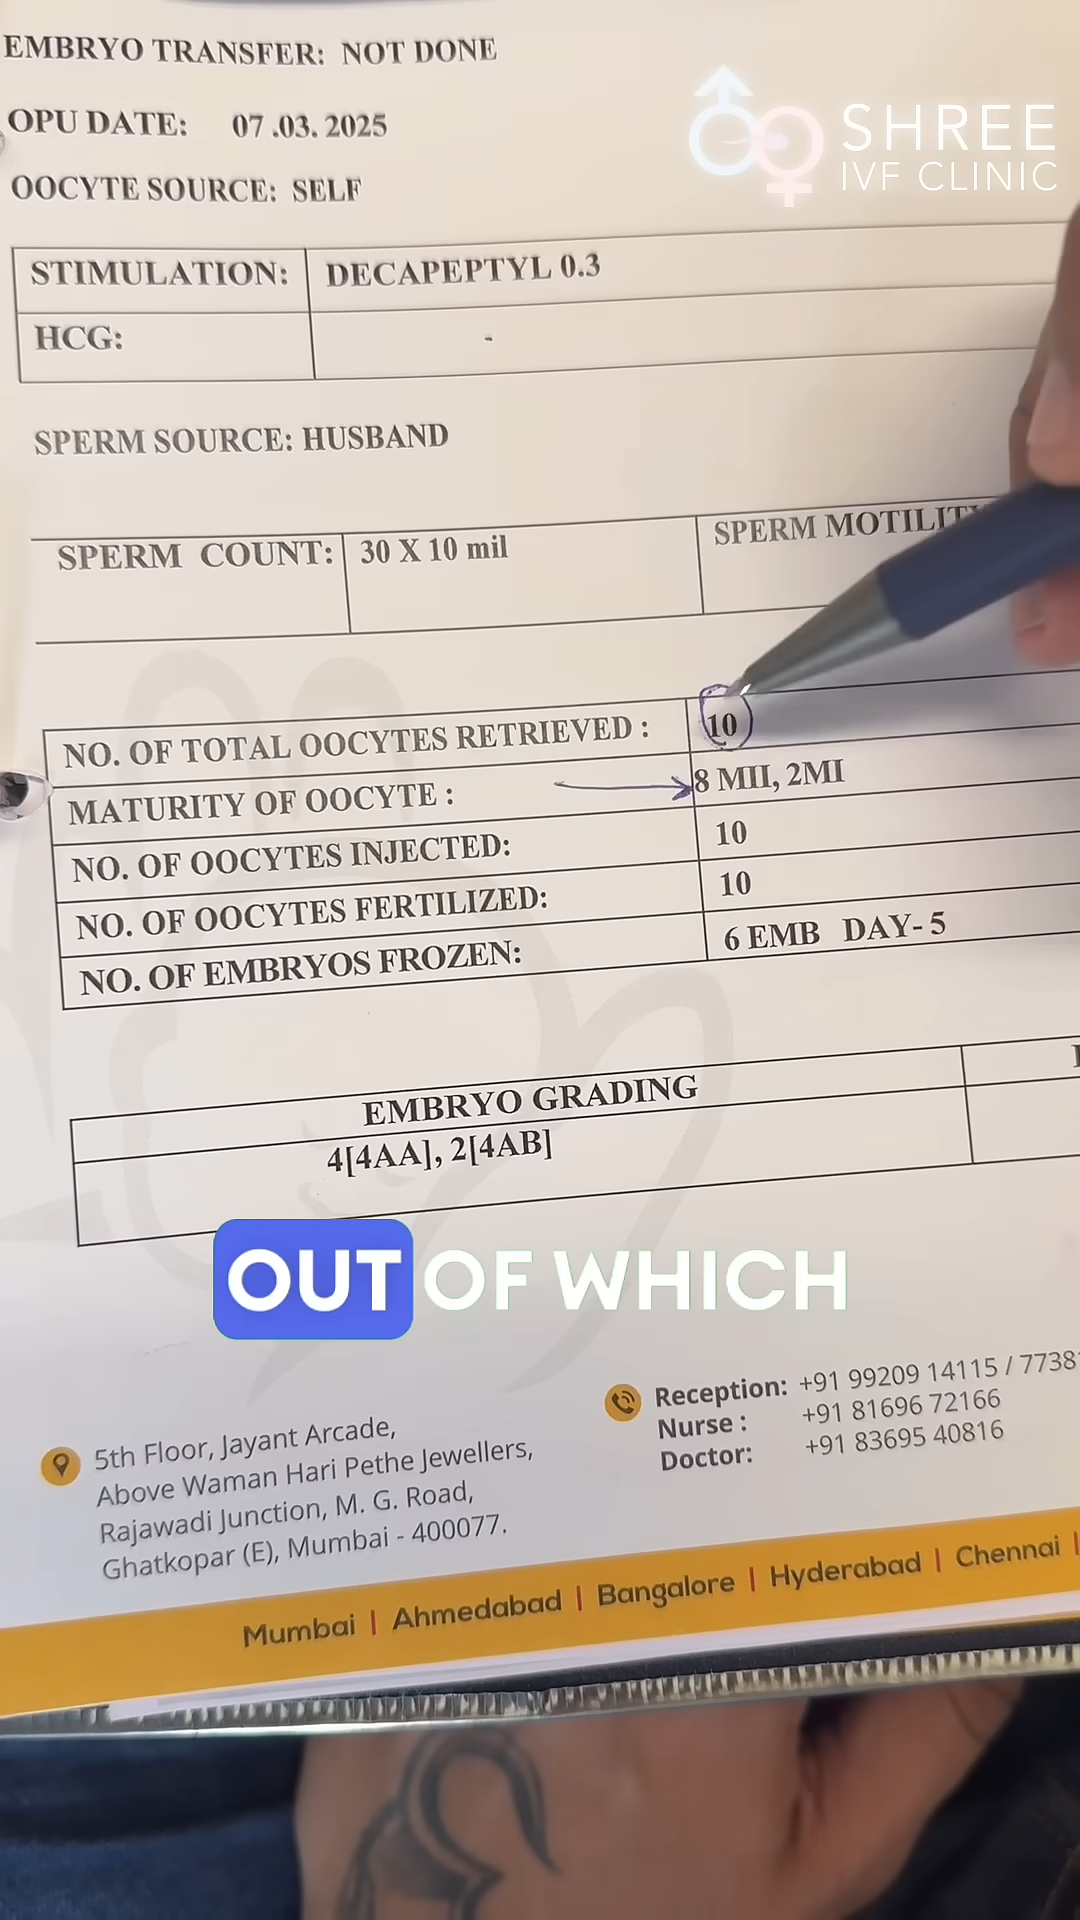 EMBRYO TRANSFER: NOT DONE
SHREE
IVF CLINIC
OPU DATE: 07 .03. 2025
OOCYTE SOURCE: SELF
STIMULATION: DECAPEPTYL 0.3
HCG: -
SPERM SOURCE: HUSBAND
SPERM COUNT: 30 X 10 mil SPERM MOTILITY
NO. OF TOTAL OOCYTES RETRIEVED : 10
MATURITY OF OOCYTE : 8 MII, 2MI
NO. OF OOCYTES INJECTED: 10
NO. OF OOCYTES FERTILIZED: 10
NO. OF EMBRYOS FROZEN: 6 EMB DAY- 5
EMBRYO GRADING
4[4AA], 2[4AB]
OUT OF WHICH
Reception: +91 99209 14115 / 7738
Nurse : +91 81696 72166
Doctor: +91 83695 40816
5th Floor, Jayant Arcade,
Above Waman Hari Pethe Jewellers,
Rajawadi Junction, M. G. Road,
Ghatkopar (E), Mumbai - 400077.
Mumbai | Ahmedabad | Bangalore | Hyderabad | Chennai |